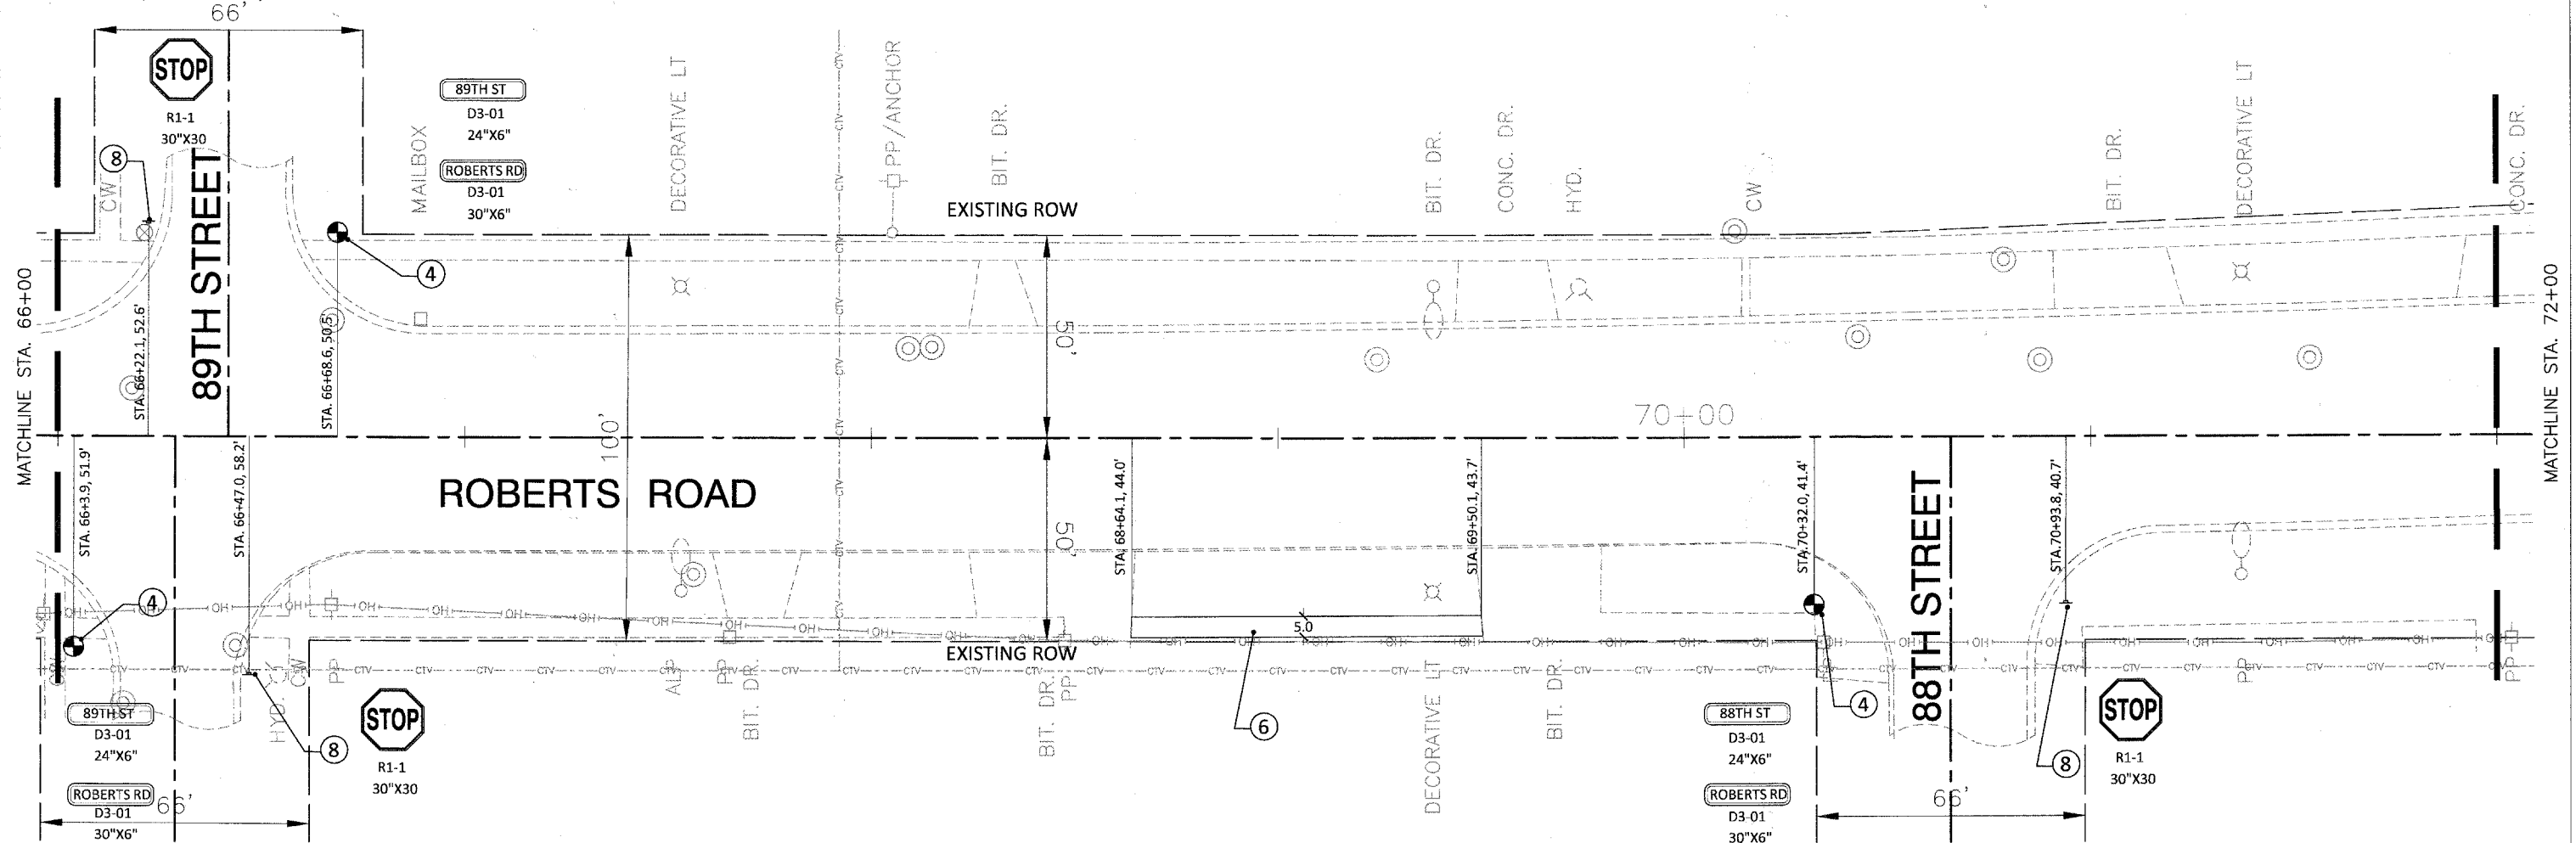 66'
STOP
R1-1
30"X30
8
CW
89TH STREET
89TH ST
D3-01
24"X6"
ROBERTS RD
D3-01
30"X6"
MAILBOX
DECORATIVE LT
CTV
PP/ANCHOR
BIT. DR.
EXISTING ROW
BIT. DR.
CONC. DR.
HYD.
CW
BIT. DR.
DECORATIVE LT
CONC. DR.
4
MATCHLINE STA. 66+00
STA. 66+22.1, 52.6'
STA. 66+68.6, 50.5'
100'
50'
70+00
MATCHLINE STA. 72+00
STA. 66+3.9, 51.9'
STA. 66+47.0, 58.2'
ROBERTS ROAD
50'
STA. 68+64.1, 44.0'
STA. 69+50.1, 43.7'
STA.70+32.0, 41.4'
88TH STREET
STA.70+93.8, 40.7'
4
OH
5.0
EXISTING ROW
CTV
HYD.
CW
PP
ALP
PP
BIT. DR.
BIT. DR.
PP
DECORATIVE LT
BIT. DR.
PP
PP
89TH ST
D3-01
24"X6"
ROBERTS RD
D3-01
30"X6"
66'
8
STOP
R1-1
30"X30
6
88TH ST
D3-01
24"X6"
ROBERTS RD
D3-01
30"X6"
4
66'
8
STOP
R1-1
30"X30